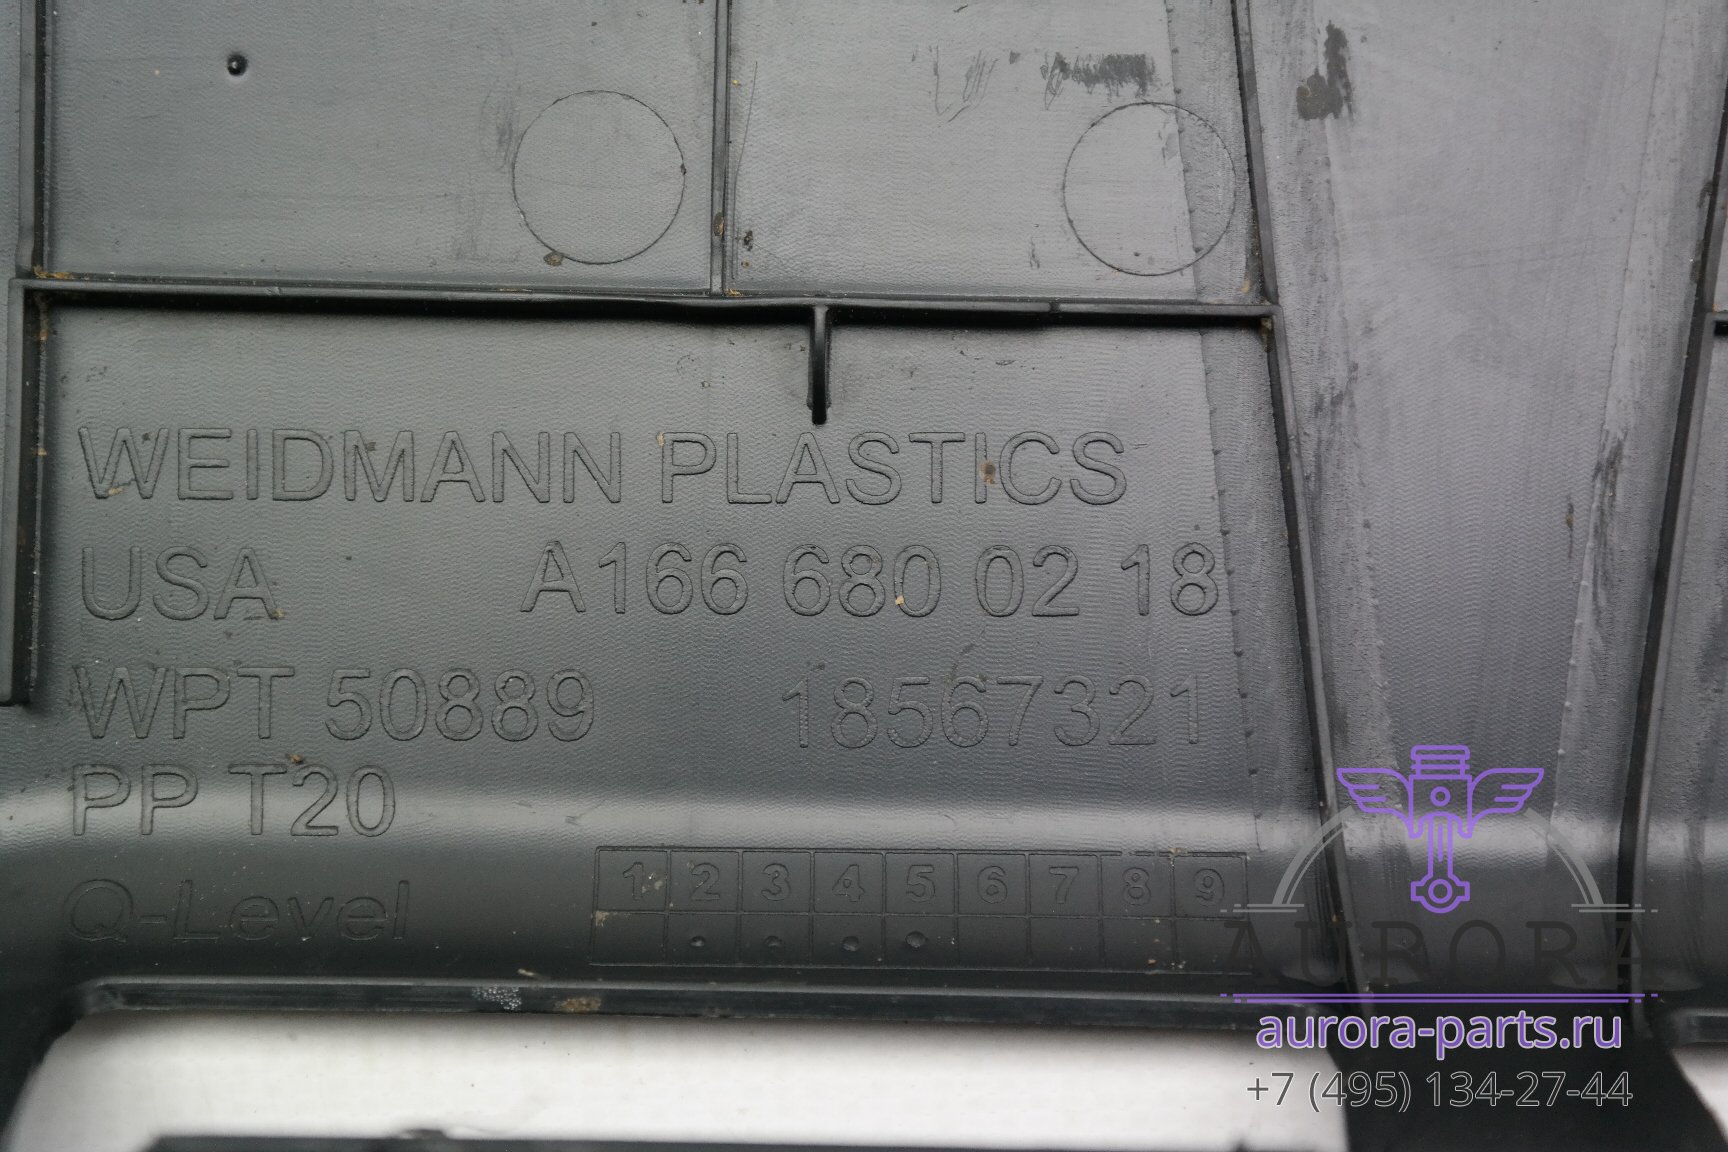 WEIDMANN PLASTICS
USA A166 680 02 18
WPT 50889 18567321
PP T20
Q-Level 1 2 3 4 5 6 7 8 9
AURORA
aurora-parts.ru
+7 (495) 134-27-44